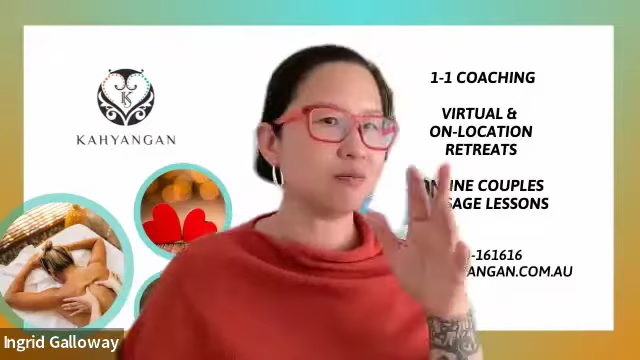 KAHYANGAN
1-1 COACHING
VIRTUAL &
ON-LOCATION
RETREATS
COUPLES
LESSONS
-161616
ANGAN.COM.AU
Ingrid Galloway